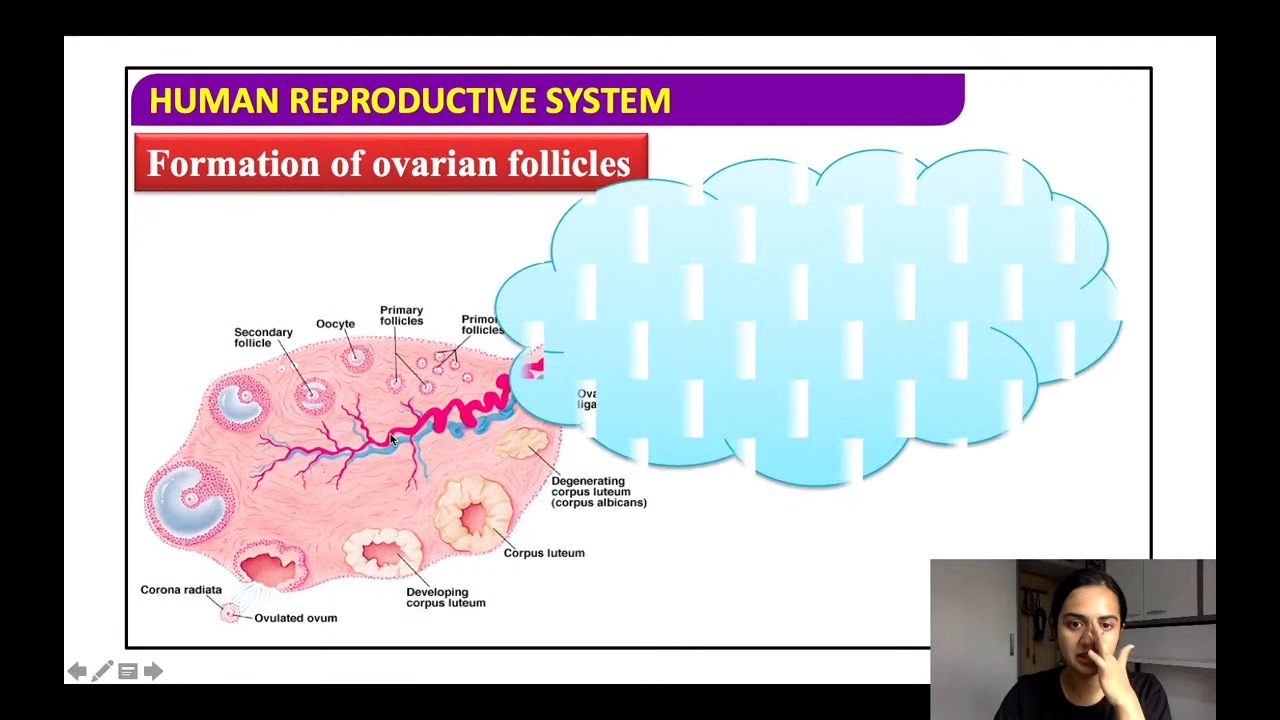 HUMAN REPRODUCTIVE SYSTEM
Formation of ovarian follicles
Primary
follicles
Oocyte
Secondary
follicle
follicles
Degenerating
corpus luteum
(corpus albicans)
Corpus luteum
Corona radiata
Developing
corpus luteum
Ovulated ovum